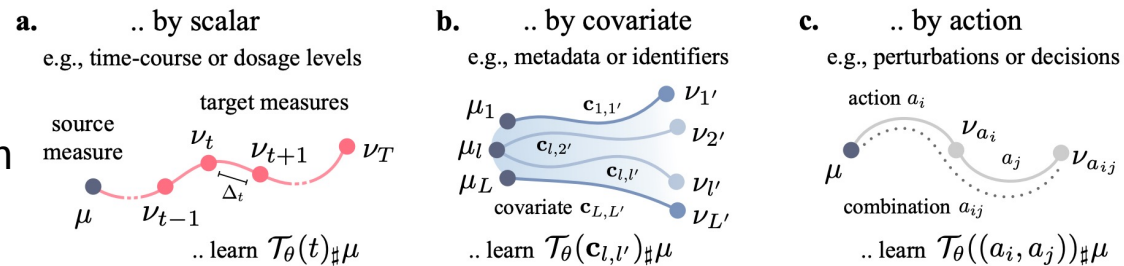 a. .. by scalar
e.g., time-course or dosage levels
target measures
source
measure
μ
ν_{t−1}
ν_t
Δ_t
ν_{t+1}
ν_T
.. learn 𝒯_θ(t)_♯μ
b. .. by covariate
e.g., metadata or identifiers
μ_1
μ_l
μ_L
c_{1,1′}
c_{l,2′}
c_{l,l′}
ν_{1′}
ν_{2′}
ν_{l′}
ν_{L′}
covariate c_{L,L′}
.. learn 𝒯_θ(c_{l,l′})_♯μ
c. .. by action
e.g., perturbations or decisions
action a_i
μ
ν_{a_i}
a_j
ν_{a_{ij}}
combination a_{ij}
.. learn 𝒯_θ((a_i, a_j))_♯μ